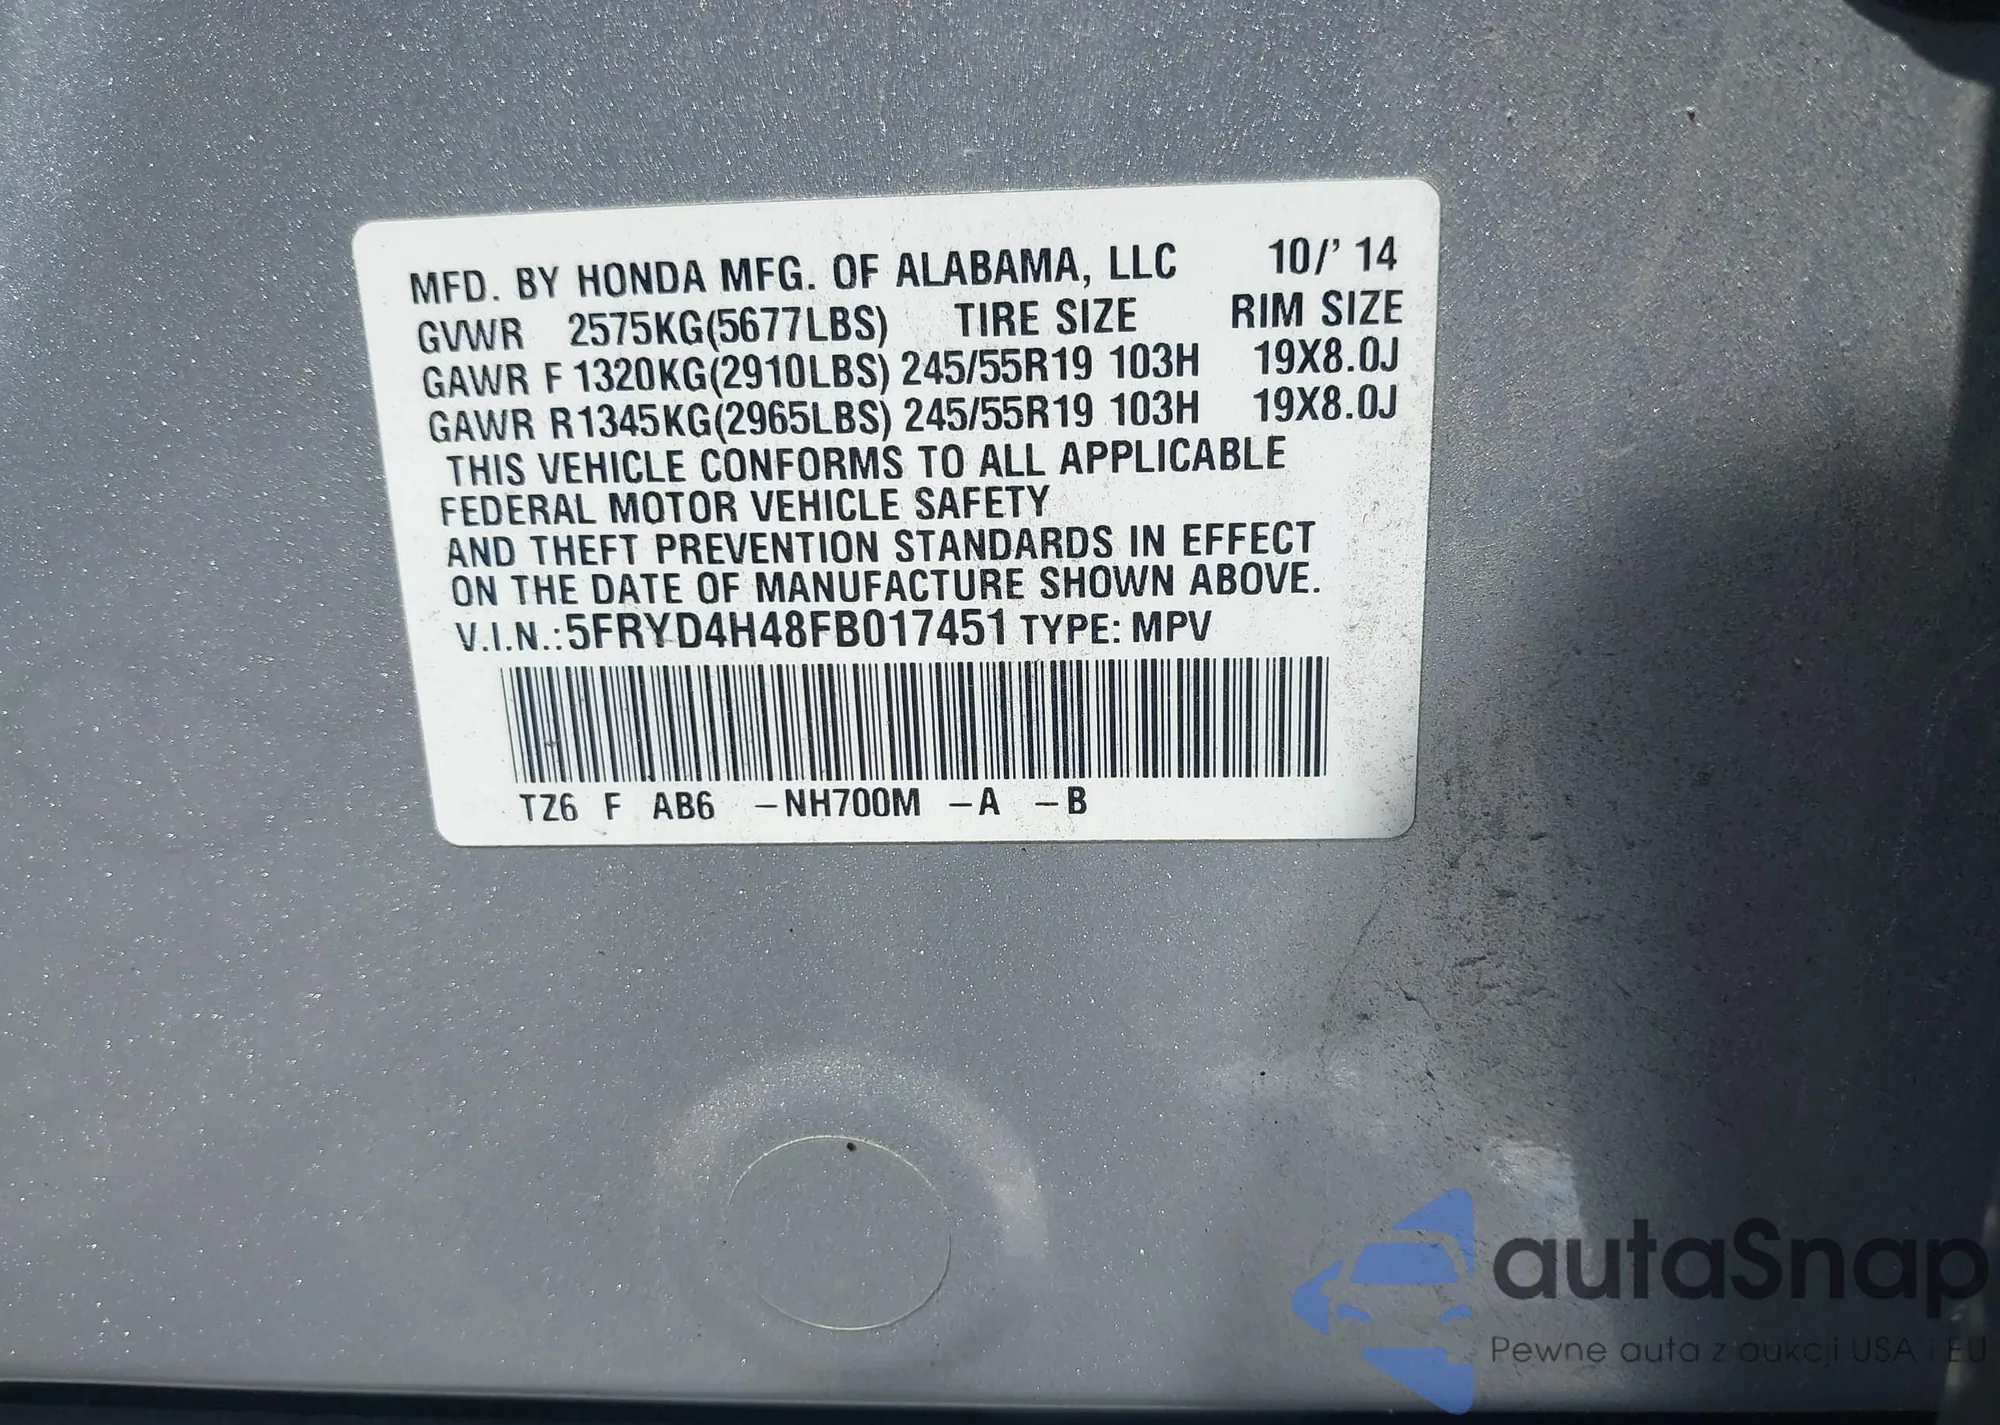 MFD. BY HONDA MFG. OF ALABAMA, LLC 10/' 14
GVWR 2575KG(5677LBS) TIRE SIZE RIM SIZE
GAWR F 1320KG(2910LBS) 245/55R19 103H 19X8.0J
GAWR R1345KG(2965LBS) 245/55R19 103H 19X8.0J
THIS VEHICLE CONFORMS TO ALL APPLICABLE
FEDERAL MOTOR VEHICLE SAFETY
AND THEFT PREVENTION STANDARDS IN EFFECT
ON THE DATE OF MANUFACTURE SHOWN ABOVE.
V.I.N.:5FRYD4H48FB017451 TYPE: MPV
TZ6 F AB6 -NH700M -A -B
autaSnap
Pewne auta z aukcji USA i EU